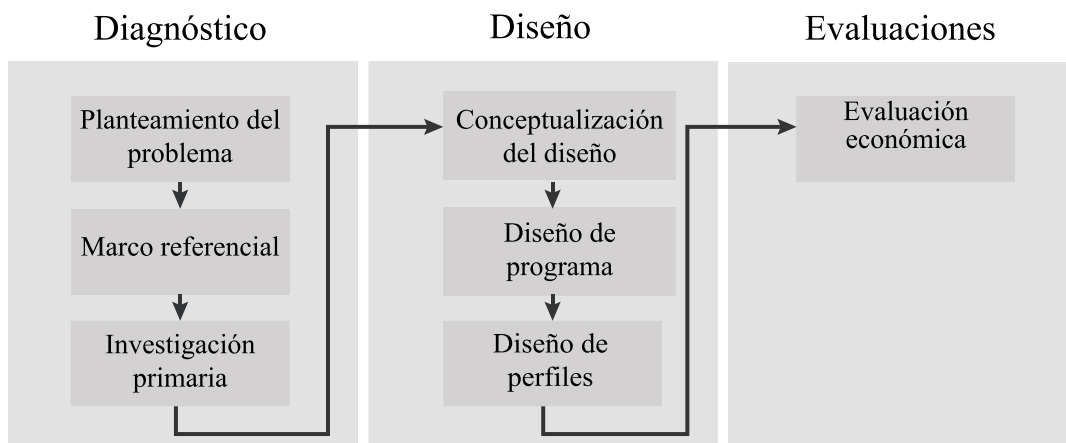 Diagnóstico
Planteamiento del
problema
Marco referencial
Investigación
primaria
Diseño
Conceptualización
del diseño
Diseño de
programa
Diseño de
perfiles
Evaluaciones
Evaluación
económica